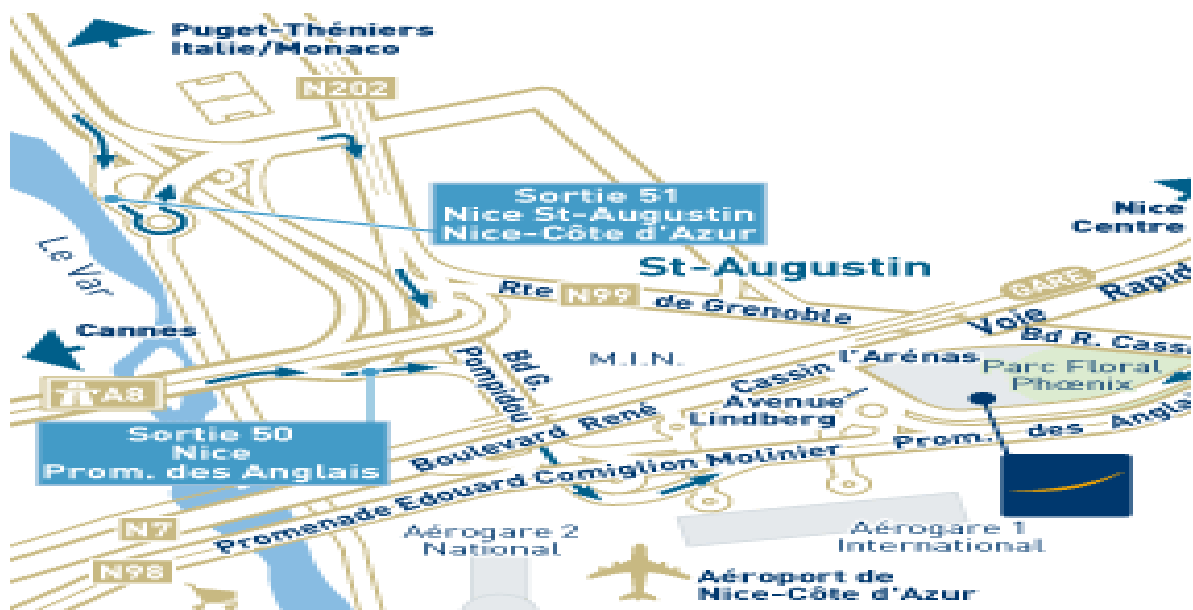 Puget-Théniers
Italie/Monaco
N202
Sortie 51
Nice St-Augustin
Nice-Côte d'Azur
Nice
Centre
Le Var
St-Augustin
GARE
Rte N99 de Grenoble
Voie Rapid
Cannes
Bd R. Cassi
Bd G.
Pompidou
M.I.N.
l'Arénas
Parc Floral
Phœnix
A8
Cassin
Avenue
Lindberg
Sortie 50
Nice
Prom. des Anglais
Boulevard René
Prom. des Anglai
Promenade Edouard Comiglion Molinier
N7
N98
Aérogare 2
National
Aérogare 1
International
Aéroport de
Nice-Côte d'Azur